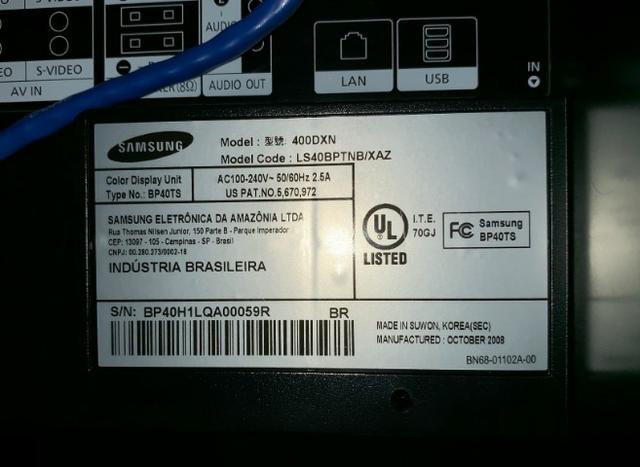 S-VIDEO
AV IN
(8Ω)
AUDIO
AUDIO OUT
LAN
USB
IN
SAMSUNG
Model : 型號: 400DXN
Model Code : LS40BPTNB/XAZ
Color Display Unit
Type No.: BP40TS
AC100-240V~ 50/60Hz 2.5A
US PAT.NO.5,670,972
SAMSUNG ELETRÔNICA DA AMAZÔNIA LTDA
Rua Thomas Nilsen Junior, 150 Parte B - Parque Imperador
CEP: 13097 - 105 - Campinas - SP - Brasil
CNPJ: 00.280.273/0002-18
INDÚSTRIA BRASILEIRA
UL
LISTED
I.T.E.
70GJ
FC Samsung
BP40TS
S/N: BP40H1LQA00059R BR
MADE IN SUWON, KOREA(SEC)
MANUFACTURED : OCTOBER 2008
BN68-01102A-00